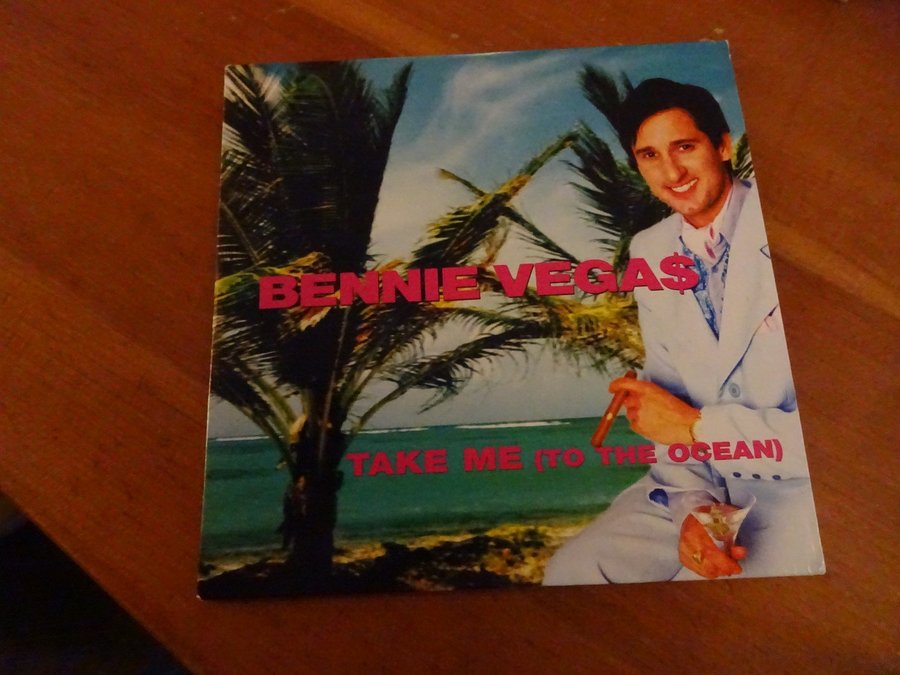 BENNIE VEGA$
TAKE ME (TO THE OCEAN)